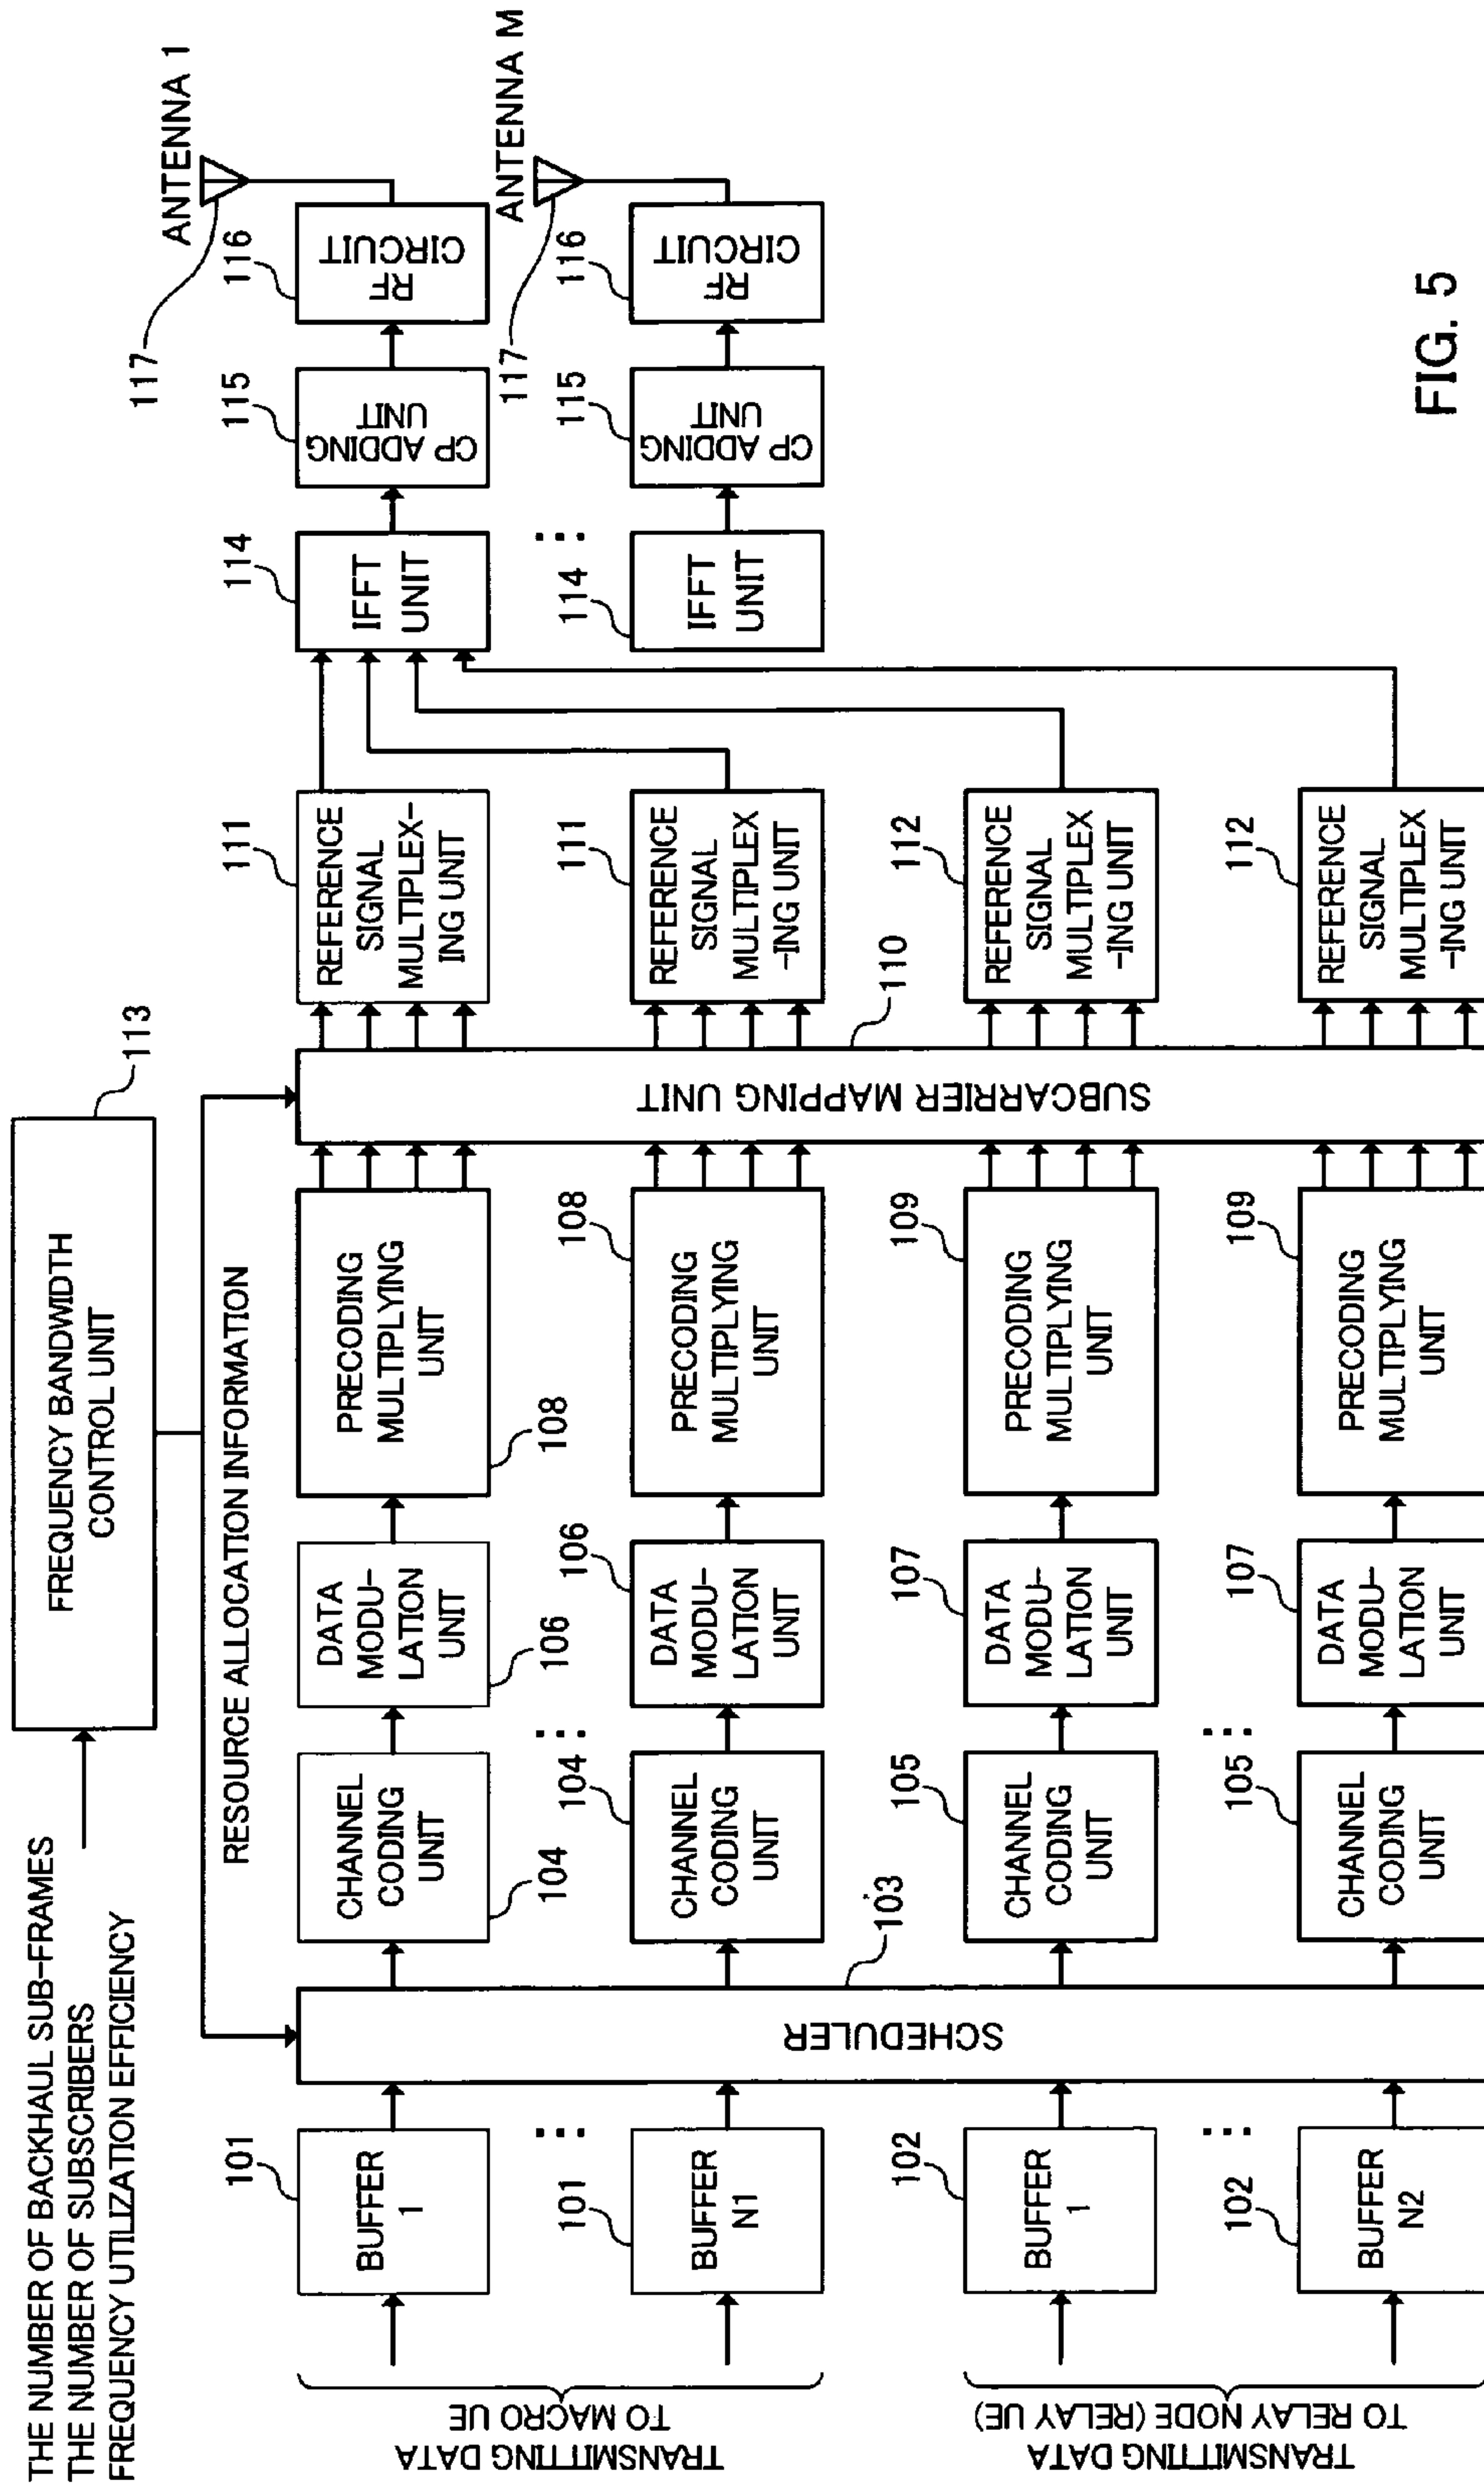 THE NUMBER OF BACKHAUL SUB-FRAMES
THE NUMBER OF SUBSCRIBERS
FREQUENCY UTILIZATION EFFICIENCY
FREQUENCY BANDWIDTH
CONTROL UNIT
113
RESOURCE ALLOCATION INFORMATION
TRANSMITTING DATA
TO MACRO UE
101
BUFFER
1
SCHEDULER
103
CHANNEL
CODING
UNIT
104
DATA
MODU-
LATION
UNIT
106
PRECODING
MULTIPLYING
UNIT
108
SUBCARRIER MAPPING UNIT
110
111
REFERENCE
SIGNAL
MULTIPLEX-
ING UNIT
114
IFFT
UNIT
115
CP ADDING
UNIT
116
RF
CIRCUIT
117
ANTENNA 1
...
101
BUFFER
N1
...
104
CHANNEL
CODING
UNIT
106
DATA
MODU-
LATION
UNIT
108
PRECODING
MULTIPLYING
UNIT
111
REFERENCE
SIGNAL
MULTIPLEX
-ING UNIT
...
114
IFFT
UNIT
115
CP ADDING
UNIT
116
RF
CIRCUIT
117
ANTENNA M
TRANSMITTING DATA
TO RELAY NODE (RELAY UE)
102
BUFFER
1
105
CHANNEL
CODING
UNIT
107
DATA
MODU-
LATION
UNIT
109
PRECODING
MULTIPLYING
UNIT
112
REFERENCE
SIGNAL
MULTIPLEX
-ING UNIT
...
102
BUFFER
N2
...
105
CHANNEL
CODING
UNIT
107
DATA
MODU-
LATION
UNIT
109
PRECODING
MULTIPLYING
UNIT
112
REFERENCE
SIGNAL
MULTIPLEX
-ING UNIT
FIG. 5